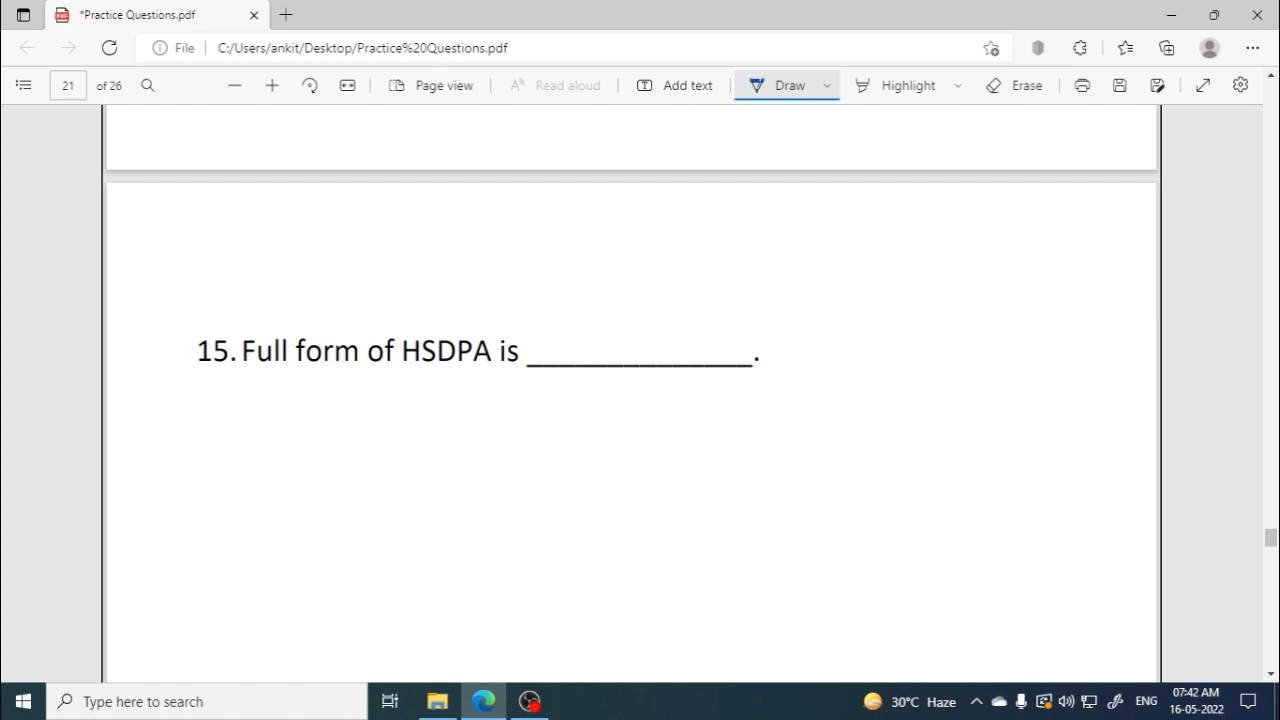 *Practice Questions.pdf
File C:/Users/ankit/Desktop/Practice%20Questions.pdf
21 of 26 Page view Read aloud Add text Draw Highlight Erase
15. Full form of HSDPA is ______________.
Type here to search 30°C Haze ENG 07:42 AM
16-05-2022